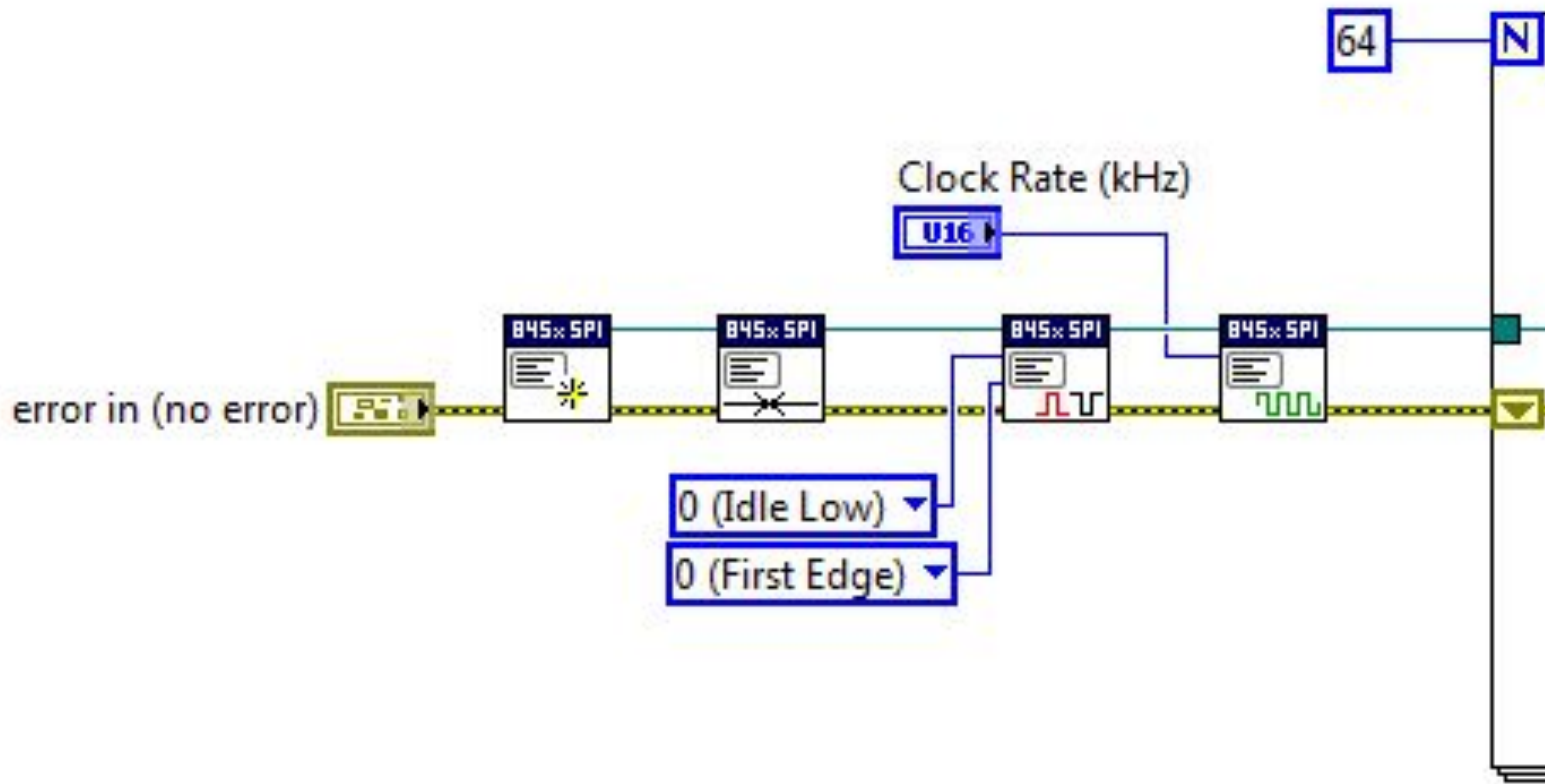 64
N
Clock Rate (kHz)
U16
845x SPI
845x SPI
845x SPI
845x SPI
error in (no error)
0 (Idle Low)
0 (First Edge)